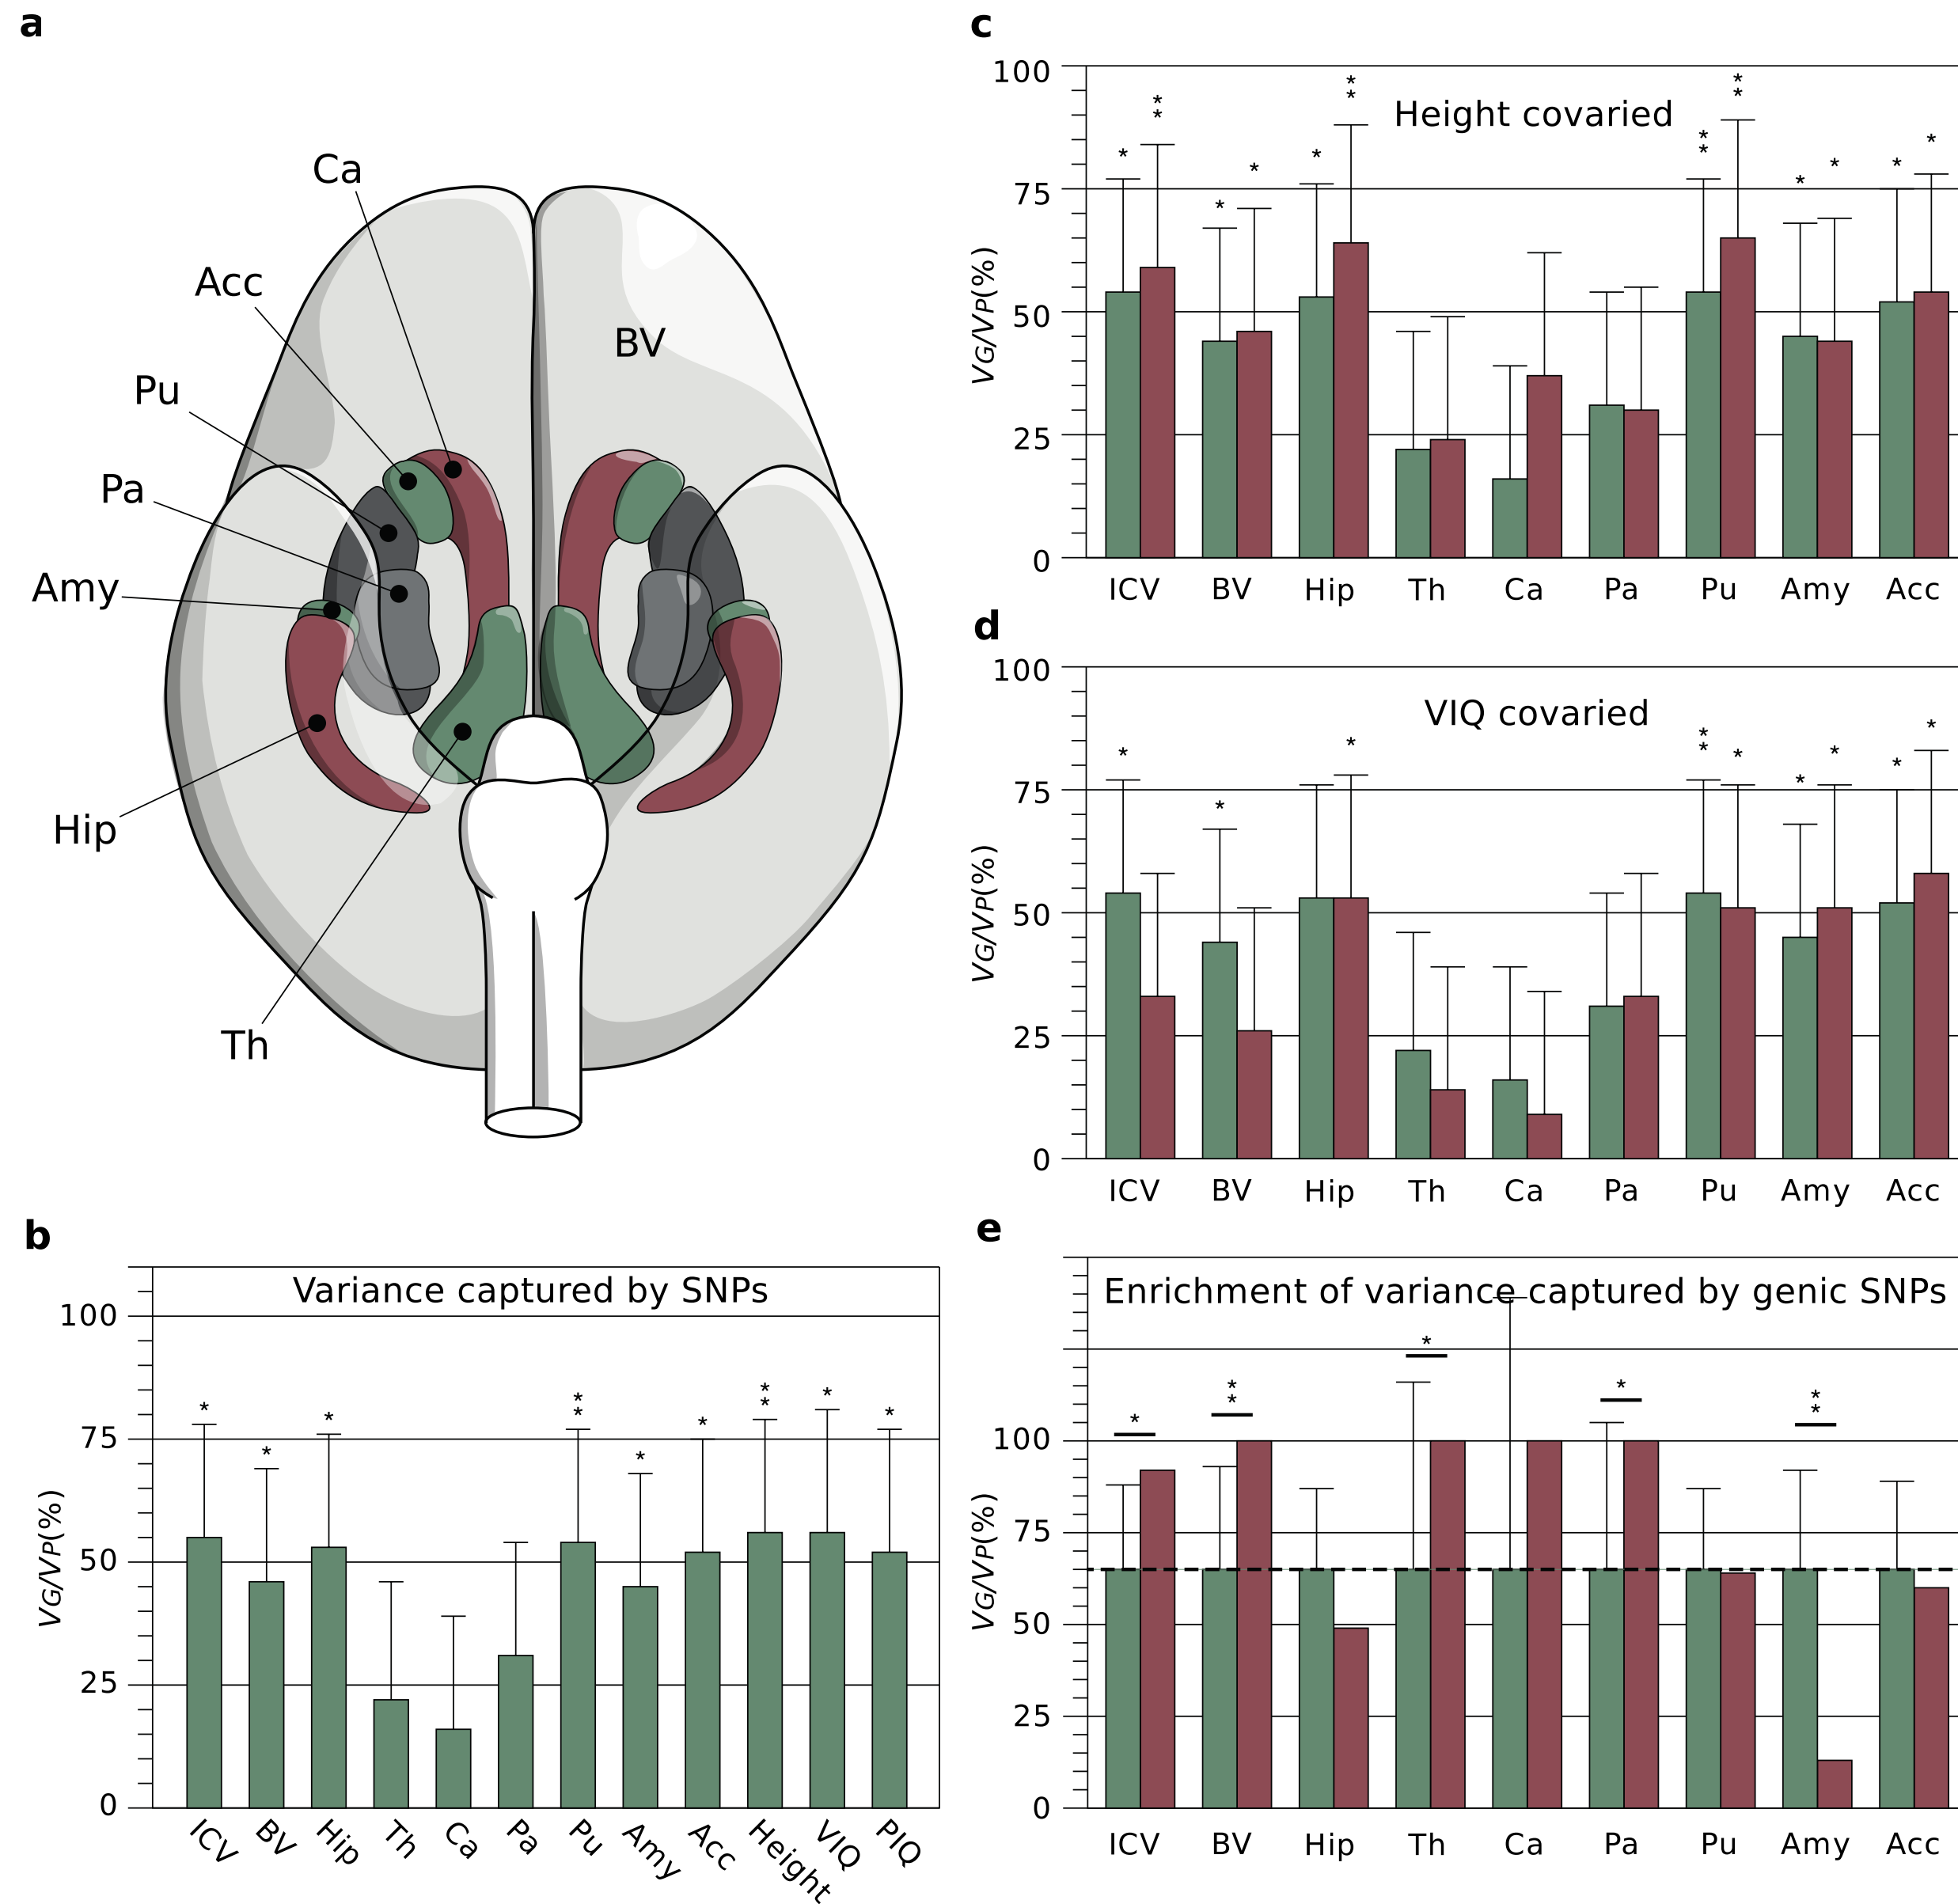 a
Ca
Acc
BV
Pu
Pa
Amy
Hip
Th
b
Variance captured by SNPs
100
75
50
25
0
VG/VP(%)
* * * ** * * ** * *
ICV BV Hip Th Ca Pa Pu Amy Acc Height VIQ PIQ
c
Height covaried
100
75
50
25
0
VG/VP(%)
* ** * * * ** ** ** * * * *
ICV BV Hip Th Ca Pa Pu Amy Acc
d
VIQ covaried
100
75
50
25
0
VG/VP(%)
* * * ** * * * * *
ICV BV Hip Th Ca Pa Pu Amy Acc
e
Enrichment of variance captured by genic SNPs
100
75
50
25
0
VG/VP(%)
* ** * * **
ICV BV Hip Th Ca Pa Pu Amy Acc